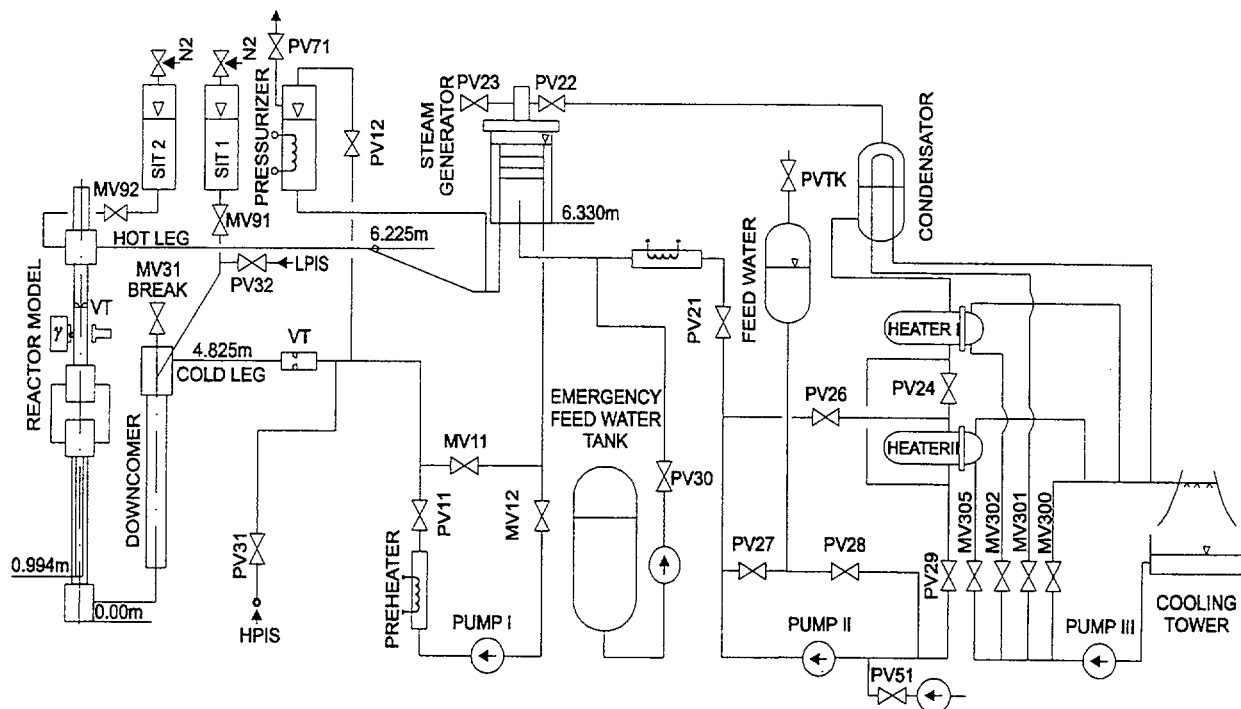 N2
N2
PV71
SIT 2
SIT 1
PRESSURIZER
PV12
STEAM
GENERATOR
PV23
PV22
CONDENSATOR
PVTK
FEED WATER
MV92
MV91
6.330m
6.225m
HOT LEG
LPIS
PV32
MV31
BREAK
REACTOR MODEL
VT
γ
4.825m
COLD LEG
VT
PV21
HEATER I
PV24
PV26
HEATER II
EMERGENCY
FEED WATER
TANK
MV11
DOWNCOMER
PV11
MV12
PV30
PV31
PREHEATER
PV27
PV28
PV29
MV305
MV302
MV301
MV300
0.994m
0.00m
HPIS
PUMP I
PUMP II
PUMP III
COOLING
TOWER
PV51